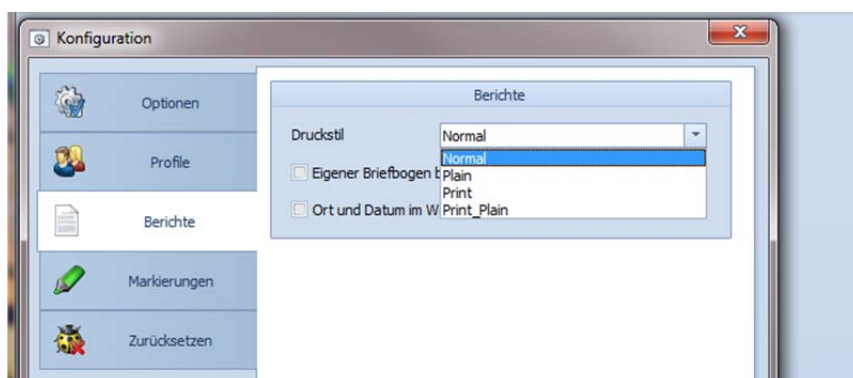 Konfiguration
Optionen
Profile
Berichte
Markierungen
Zurücksetzen
Berichte
Druckstil
Normal
Normal
Eigener Briefbogen
Plain
Print
Ort und Datum im W
Print_Plain